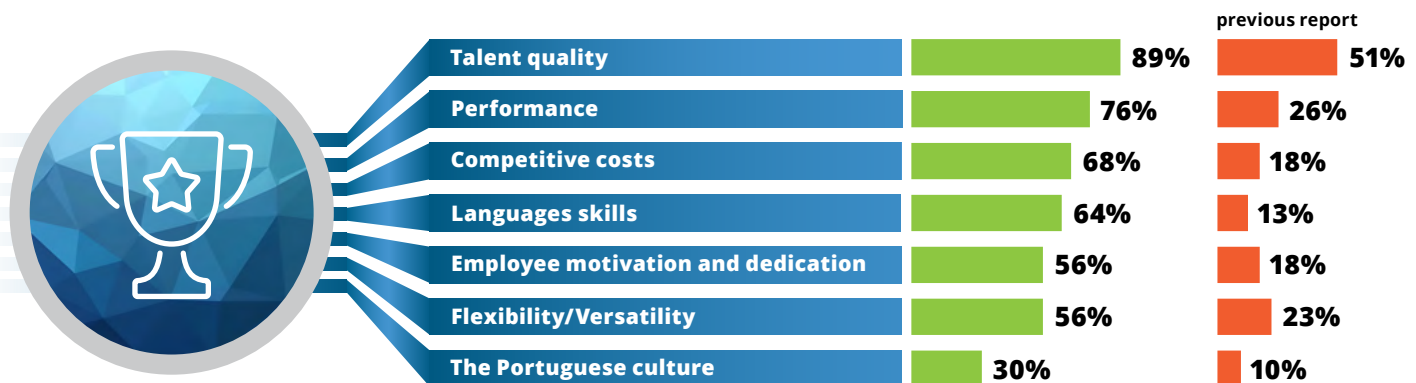 previous report
Talent quality 89% 51%
Performance 76% 26%
Competitive costs 68% 18%
Languages skills 64% 13%
Employee motivation and dedication 56% 18%
Flexibility/Versatility 56% 23%
The Portuguese culture 30% 10%